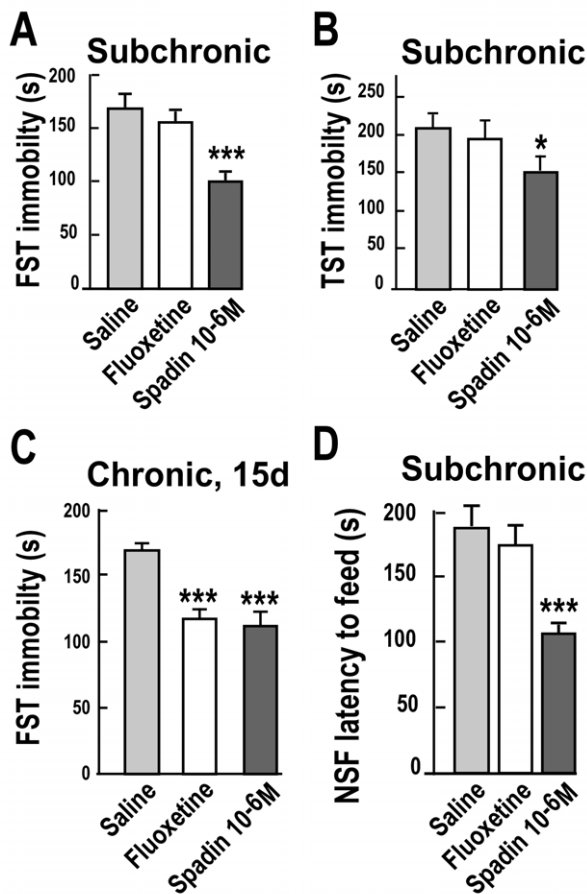 A
Subchronic
FST immobilty (s)
200
150
100
50
0
***
Saline
Fluoxetine
Spadin 10-6M
B
Subchronic
TST immobilty (s)
250
200
150
100
50
0
*
Saline
Fluoxetine
Spadin 10-6M
C
Chronic, 15d
FST immobilty (s)
200
150
100
50
0
***
***
Saline
Fluoxetine
Spadin 10-6M
D
Subchronic
NSF latency to feed (s)
200
150
100
50
0
***
Saline
Fluoxetine
Spadin 10-6M